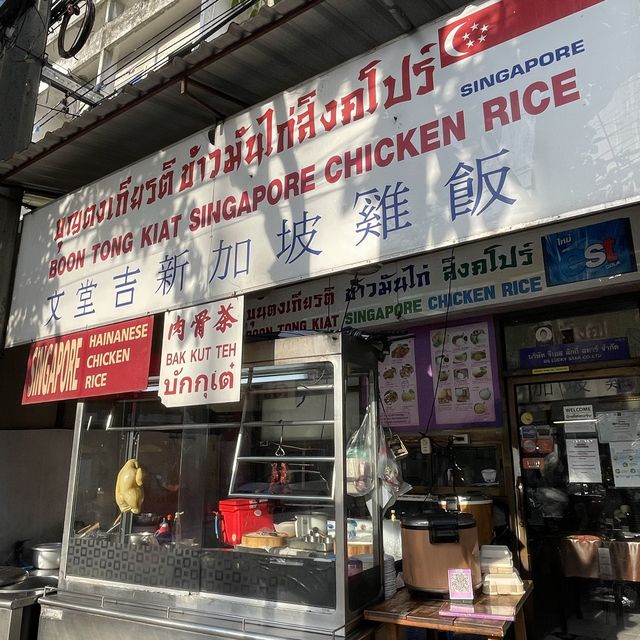 SINGAPORE
บุญตงเกียรติ ข้าวมันไก่สิงคโปร์
BOON TONG KIAT SINGAPORE CHICKEN RICE
文堂吉新加坡雞飯
บุญตงเกียรติ ข้าวมันไก่ สิงคโปร์
BOON TONG KIAT SINGAPORE CHICKEN RICE
ใหม่
est
SINGAPORE
HAINANESE
CHICKEN
RICE
肉骨茶
BAK KUT TEH
บักกุเต๋
WELCOME